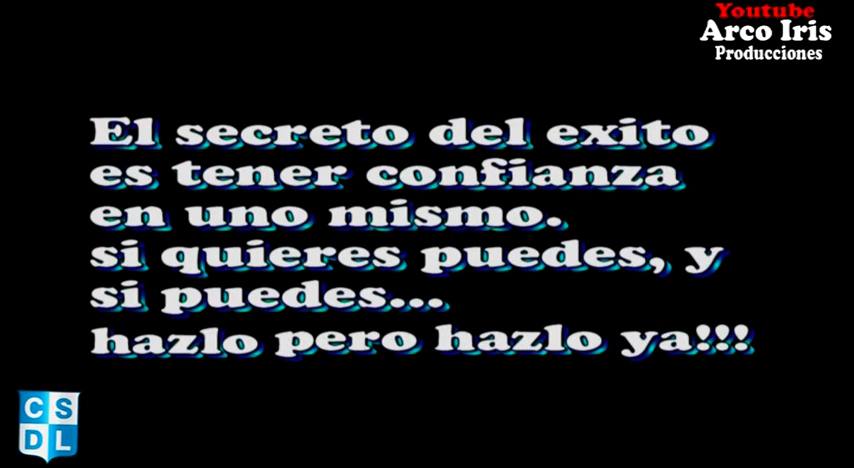 Youtube
Arco Iris
Producciones
El secreto del exito
es tener confianza
en uno mismo.
si quieres puedes, y
si puedes...
hazlo pero hazlo ya!!!
C S
D L